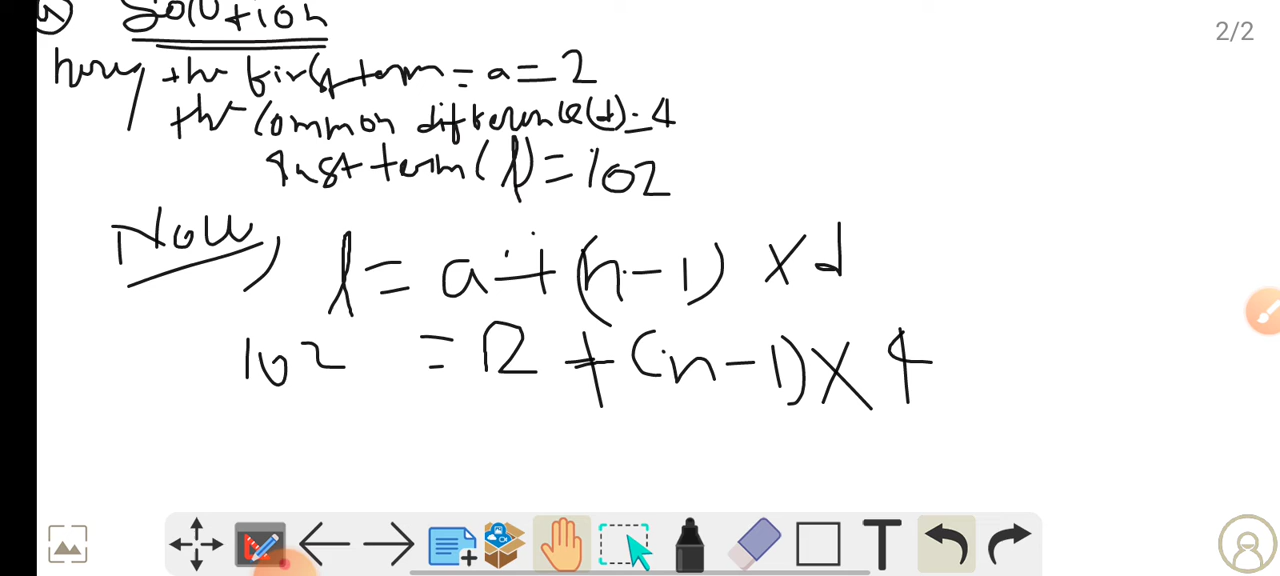 2/2
Solution
here, the first term = a = 2
the common difference (d) = 4
last term (l) = 102
Now, l = a + (n - 1) × d
102 = 2 + (n - 1) × 4
T